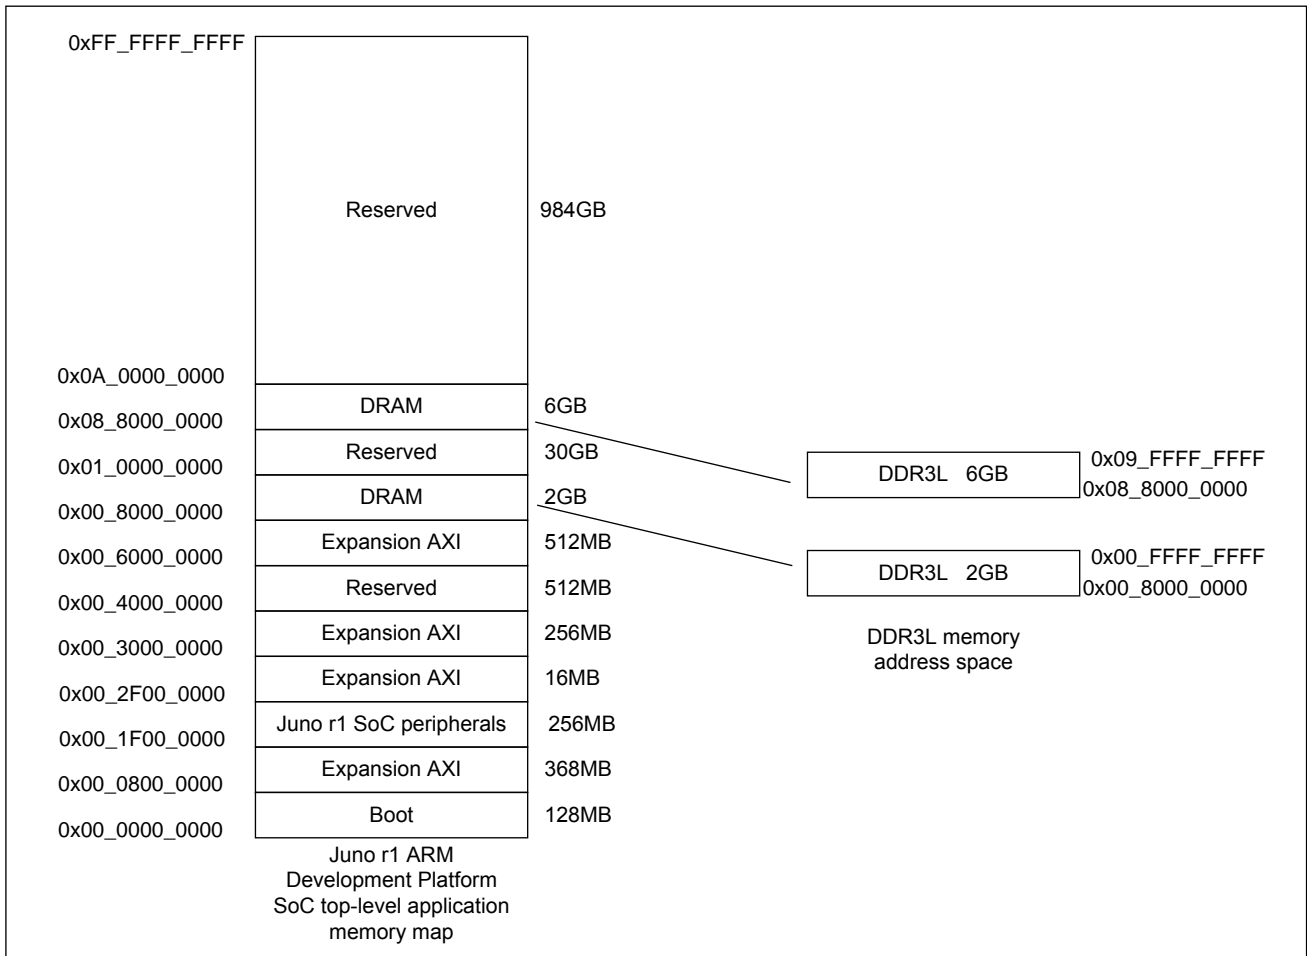 0xFF_FFFF_FFFF
Reserved 984GB
0x0A_0000_0000
DRAM 6GB
0x08_8000_0000
Reserved 30GB
0x01_0000_0000
DRAM 2GB
0x00_8000_0000
Expansion AXI 512MB
0x00_6000_0000
Reserved 512MB
0x00_4000_0000
Expansion AXI 256MB
0x00_3000_0000
Expansion AXI 16MB
0x00_2F00_0000
Juno r1 SoC peripherals 256MB
0x00_1F00_0000
Expansion AXI 368MB
0x00_0800_0000
Boot 128MB
0x00_0000_0000
Juno r1 ARM
Development Platform
SoC top-level application
memory map
0x09_FFFF_FFFF
DDR3L 6GB
0x08_8000_0000
0x00_FFFF_FFFF
DDR3L 2GB
0x00_8000_0000
DDR3L memory
address space